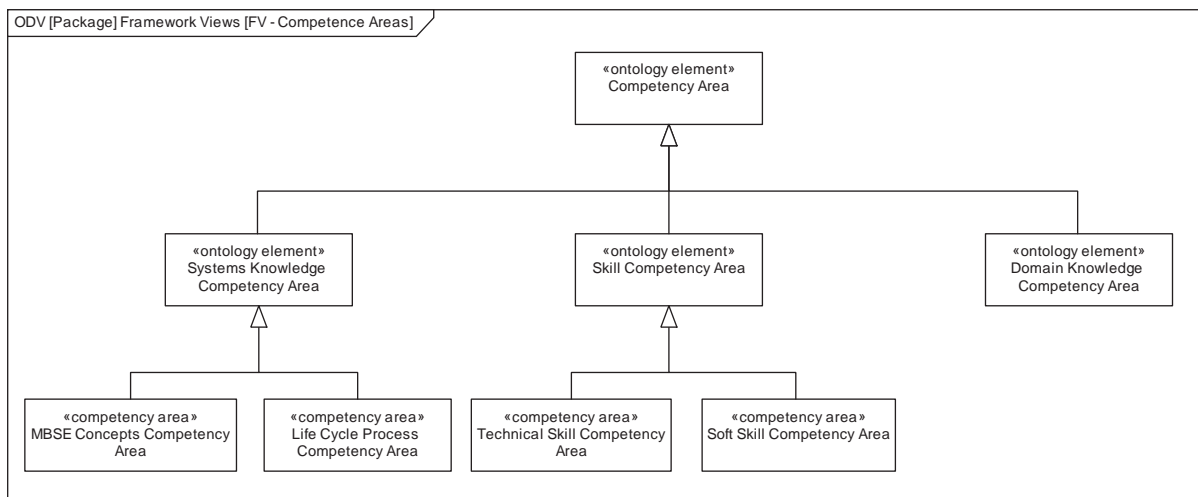 ODV [Package] Framework Views [FV - Competence Areas]
«ontology element»
Competency Area
«ontology element»
Systems Knowledge
Competency Area
«ontology element»
Skill Competency Area
«ontology element»
Domain Knowledge
Competency Area
«competency area»
MBSE Concepts Competency
Area
«competency area»
Life Cycle Process
Competency Area
«competency area»
Technical Skill Competency
Area
«competency area»
Soft Skill Competency Area